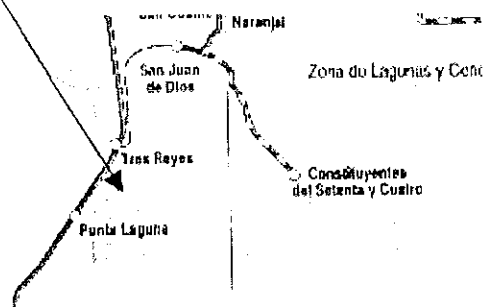 Naranjal
San Juan
de Dios
Zona de Lagunas y
Tres Reyes
Constituyentes
del Setenta y Cuatro
Punta Laguna